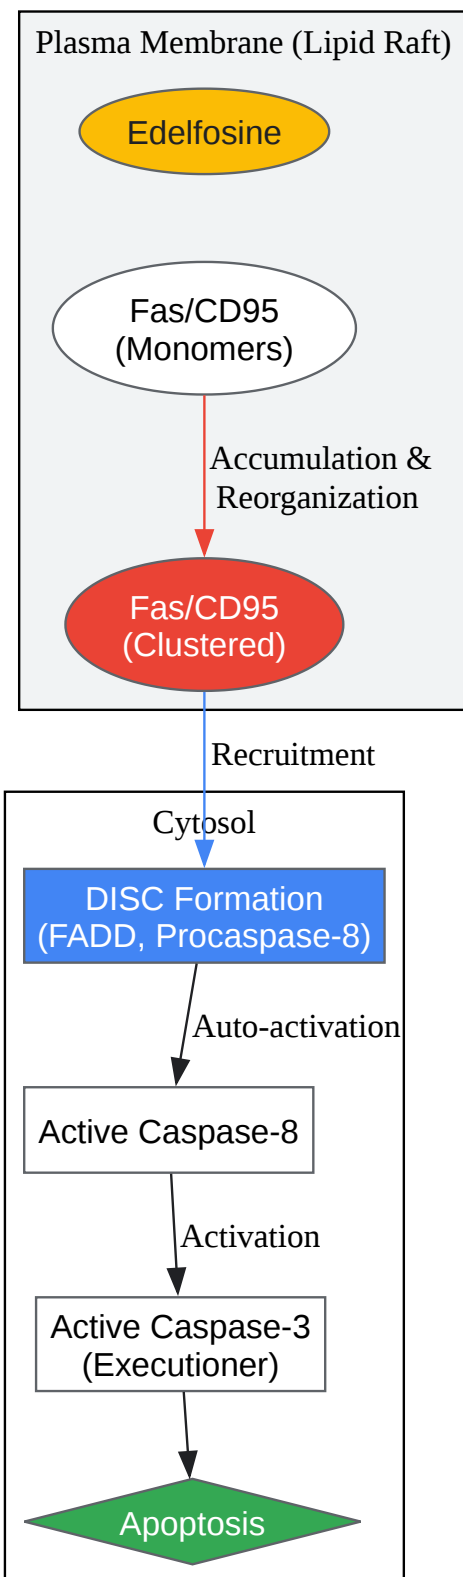 Plasma Membrane (Lipid Raft)
Edelfosine
Fas/CD95
(Monomers)
Accumulation &
Reorganization
Fas/CD95
(Clustered)
Recruitment
Cytosol
DISC Formation
(FADD, Procaspase-8)
Auto-activation
Active Caspase-8
Activation
Active Caspase-3
(Executioner)
Apoptosis